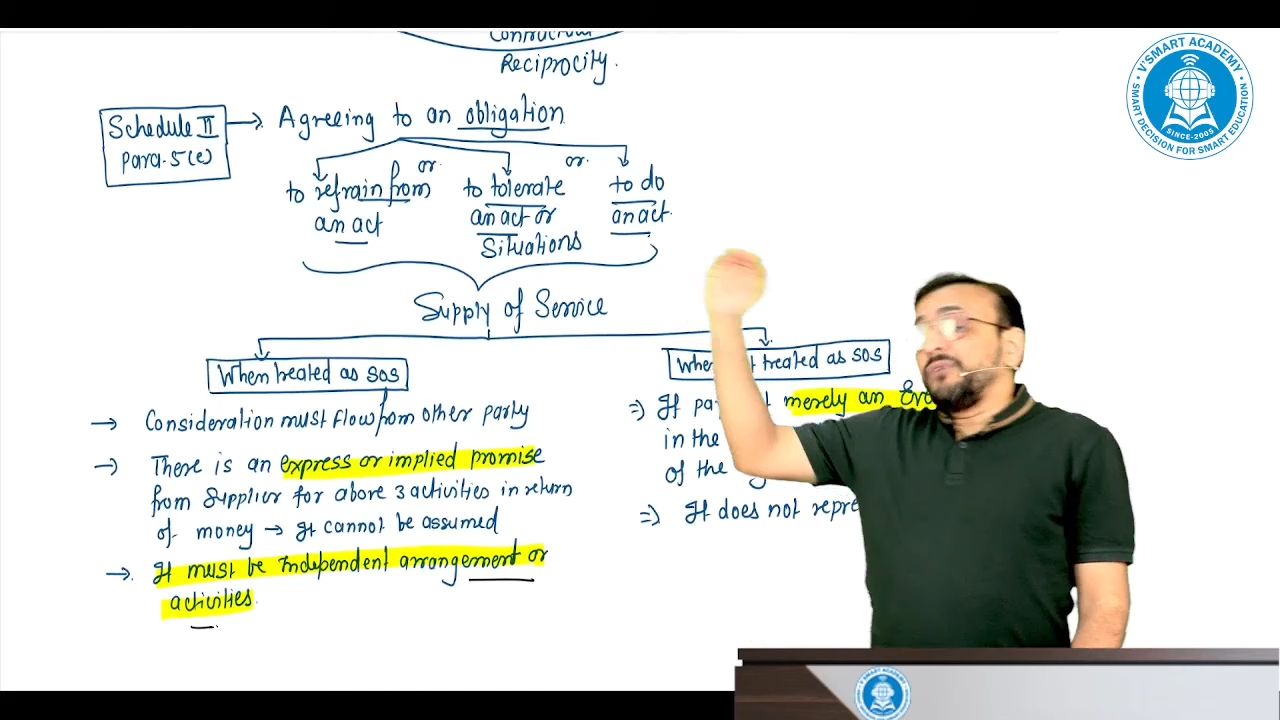 Reciprocity.
Schedule II
para-5(e)
Agreeing to an obligation
to refrain from
an act
or
to tolerate
an act or
Situations
or
to do
an act.
Supply of Service
When treated as SOS
→ Consideration must flow from other party
→ There is an express or implied promise
from supplier for above 3 activities in return
of money → It cannot be assumed
→ It must be Independent arrangement or
activities.
treated as SOS
⇒ If merely an
in the
of the
⇒ It does not
V'SMART ACADEMY
SINCE-2005
SMART DECISION FOR SMART EDUCATION